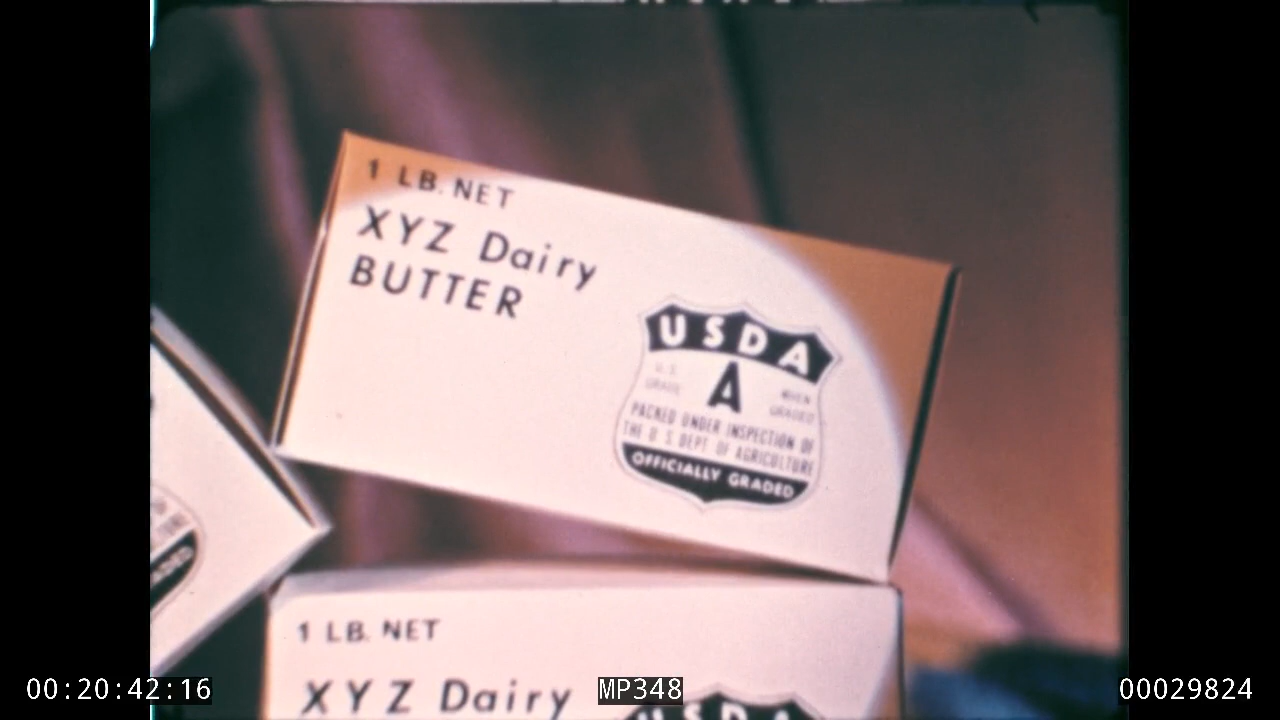 1 LB. NET
XYZ Dairy
BUTTER
USDA
U.S.
GRADE
A
WHEN
GRADED
PACKED UNDER INSPECTION OF
THE U.S. DEPT. OF AGRICULTURE
OFFICIALLY GRADED
1 LB. NET
XYZ Dairy
USDA
00:20:42:16
MP348
00029824